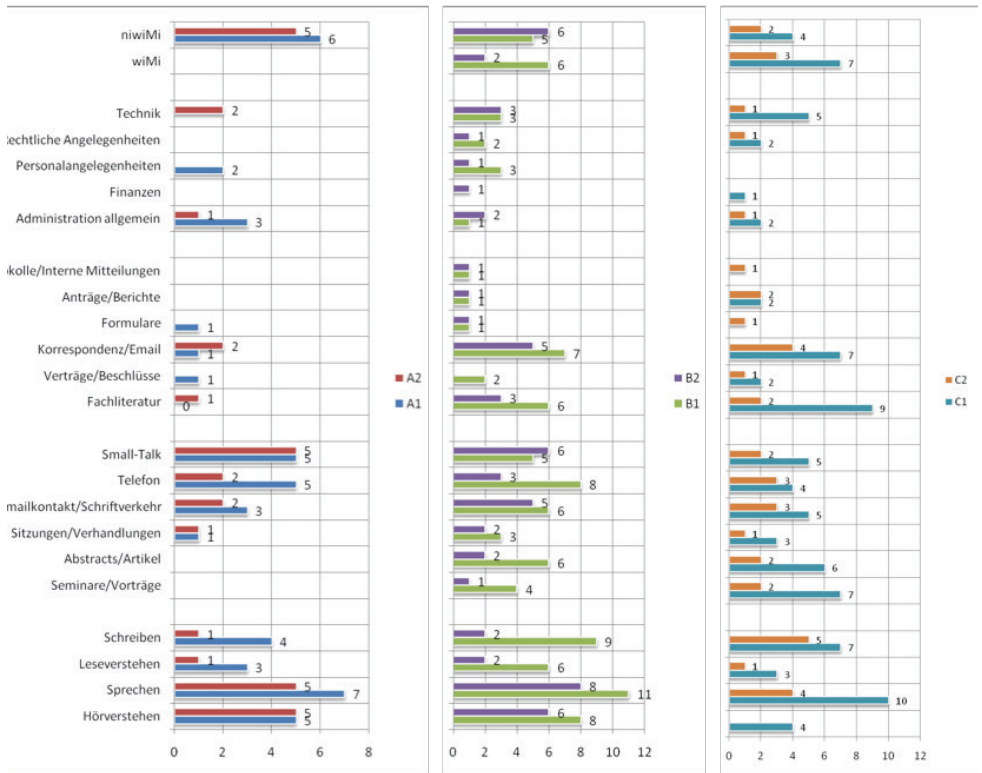 niwiMi 5 6 6 5 2 4
wiMi 2 6 3 7
Technik 2 3 3 1 5
echtliche Angelegenheiten 1 2 1 2
Personalangelegenheiten 2 1 3
Finanzen 1 1
Administration allgemein 1 3 2 1 1 2
okolle/Interne Mitteilungen 1 1 1
Anträge/Berichte 1 1 2 2
Formulare 1 1 1 1
Korrespondenz/Email 2 1 5 7 4 7
Verträge/Beschlüsse 1 2 1 2
A2 B2 C2
Fachliteratur 1 0 3 6 2 9
A1 B1 C1
Small-Talk 5 5 6 5 2 5
Telefon 2 5 3 8 3 4
mailkontakt/Schriftverkehr 2 3 5 6 3 5
Sitzungen/Verhandlungen 1 1 2 3 1 3
Abstracts/Artikel 2 6 2 6
Seminare/Vorträge 1 4 2 7
Schreiben 1 4 2 9 5 7
Leseverstehen 1 3 2 6 1 3
Sprechen 5 7 8 11 4 10
Hörverstehen 5 5 6 8 4
0 2 4 6 8 0 2 4 6 8 10 12 0 2 4 6 8 10 12